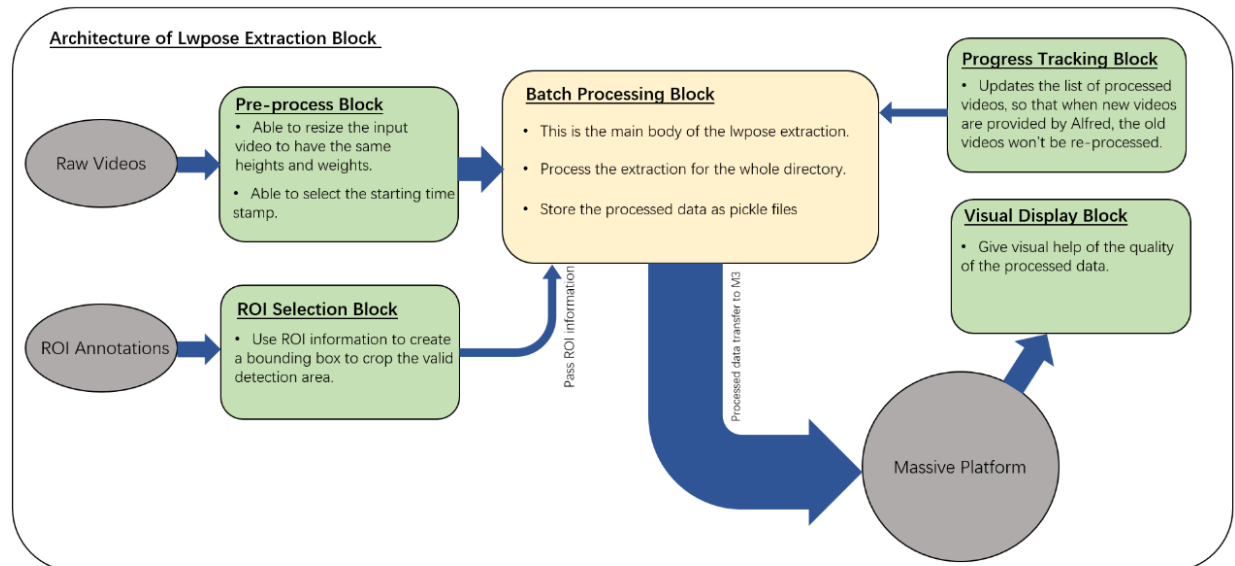 Architecture of Lwpose Extraction Block
Raw Videos
Pre-process Block
• Able to resize the input
video to have the same
heights and weights.
• Able to select the starting time
stamp.
Batch Processing Block
• This is the main body of the lwpose extraction.
• Process the extraction for the whole directory.
• Store the processed data as pickle files
Progress Tracking Block
• Updates the list of processed
videos, so that when new videos
are provided by Alfred, the old
videos won't be re-processed.
ROI Annotations
ROI Selection Block
• Use ROI information to create
a bounding box to crop the valid
detection area.
Pass ROI information
Processed data transfer to M3
Visual Display Block
• Give visual help of the quality
of the processed data.
Massive Platform